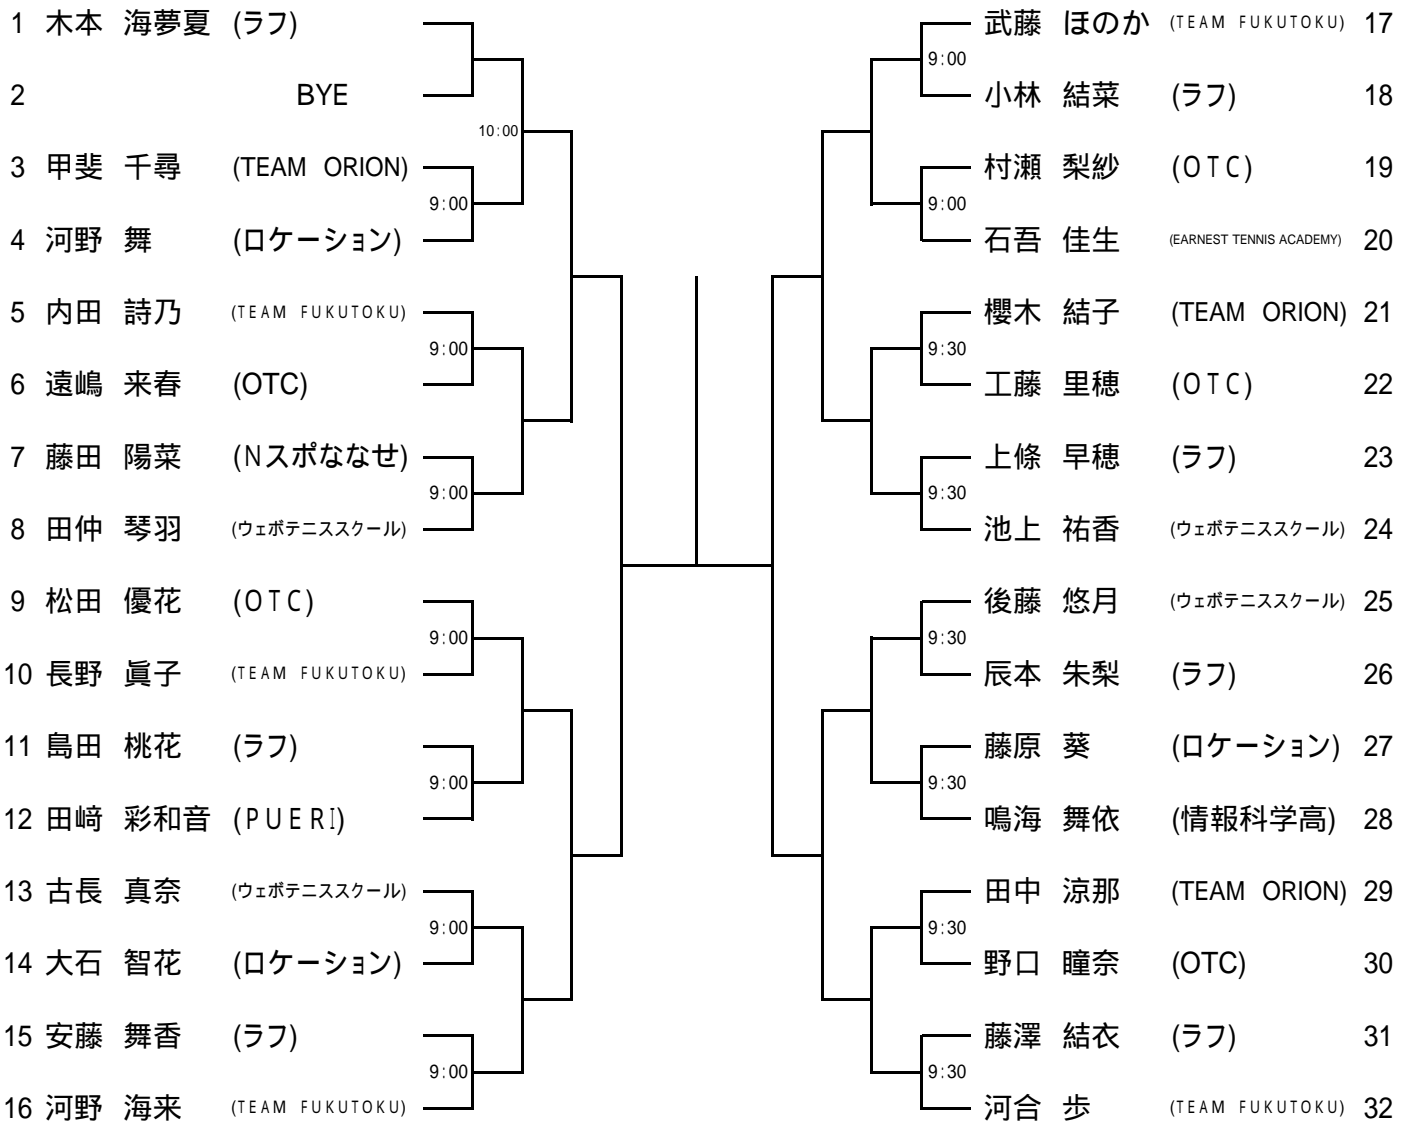 1 木本 海夢夏 (ラフ)
2 BYE
10:00
3 甲斐 千尋 (TEAM ORION)
9:00
4 河野 舞 (ロケーション)
5 内田 詩乃 (TEAM FUKUTOKU)
9:00
6 遠嶋 来春 (OTC)
7 藤田 陽菜 (Nスポななせ)
9:00
8 田仲 琴羽 (ウェボテニススクール)
9 松田 優花 (OTC)
9:00
10 長野 眞子 (TEAM FUKUTOKU)
11 島田 桃花 (ラフ)
9:00
12 田﨑 彩和音 (PUERI)
13 古長 真奈 (ウェボテニススクール)
9:00
14 大石 智花 (ロケーション)
15 安藤 舞香 (ラフ)
9:00
16 河野 海来 (TEAM FUKUTOKU)
武藤 ほのか (TEAM FUKUTOKU) 17
9:00
小林 結菜 (ラフ) 18
村瀬 梨紗 (OTC) 19
9:00
石吾 佳生 (EARNEST TENNIS ACADEMY) 20
櫻木 結子 (TEAM ORION) 21
9:30
工藤 里穂 (OTC) 22
上條 早穂 (ラフ) 23
9:30
池上 祐香 (ウェボテニススクール) 24
後藤 悠月 (ウェボテニススクール) 25
9:30
辰本 朱梨 (ラフ) 26
藤原 葵 (ロケーション) 27
9:30
鳴海 舞依 (情報科学高) 28
田中 涼那 (TEAM ORION) 29
9:30
野口 瞳奈 (OTC) 30
藤澤 結衣 (ラフ) 31
9:30
河合 歩 (TEAM FUKUTOKU) 32